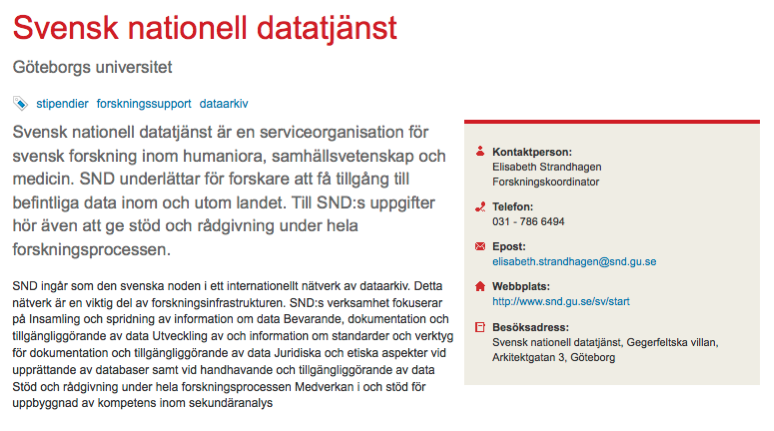 Svensk nationell datatjänst
Göteborgs universitet
stipendier forskningssupport dataarkiv
Svensk nationell datatjänst är en serviceorganisation för
svensk forskning inom humaniora, samhällsvetenskap och
medicin. SND underlättar för forskare att få tillgång till
befintliga data inom och utom landet. Till SND:s uppgifter
hör även att ge stöd och rådgivning under hela
forskningsprocessen.
SND ingår som den svenska noden i ett internationellt nätverk av dataarkiv. Detta
nätverk är en viktig del av forskningsinfrastrukturen. SND:s verksamhet fokuserar
på Insamling och spridning av information om data Bevarande, dokumentation och
tillgängliggörande av data Utveckling av och information om standarder och verktyg
för dokumentation och tillgängliggörande av data Juridiska och etiska aspekter vid
upprättande av databaser samt vid handhavande och tillgängliggörande av data
Stöd och rådgivning under hela forskningsprocessen Medverkan i och stöd för
uppbyggnad av kompetens inom sekundäranalys
Kontaktperson:
Elisabeth Strandhagen
Forskningskoordinator
Telefon:
031 - 786 6494
Epost:
elisabeth.strandhagen@snd.gu.se
Webbplats:
http://www.snd.gu.se/sv/start
Besöksadress:
Svensk nationell datatjänst, Gegerfeltska villan,
Arkitektgatan 3, Göteborg